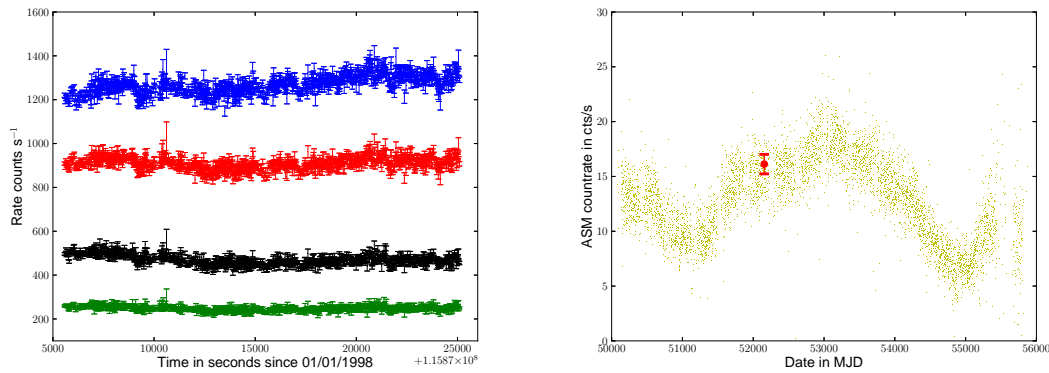 1600
1400
1200
1000
800
600
400
200
Rate counts s⁻¹
5000 10000 15000 20000 25000
+1.1587×10⁸
Time in seconds since 01/01/1998
30
25
20
15
10
5
0
ASM countrate in cts/s
50000 51000 52000 53000 54000 55000 56000
Date in MJD